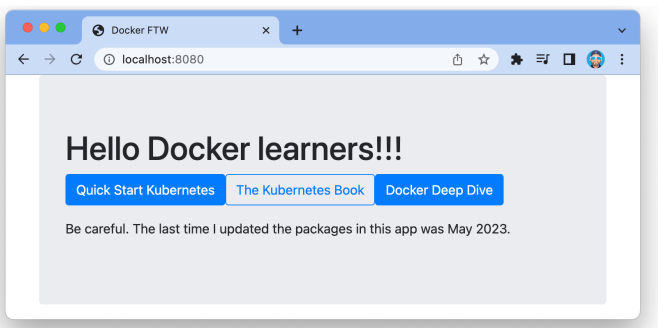 Docker FTW
localhost:8080
Hello Docker learners!!!
Quick Start Kubernetes The Kubernetes Book Docker Deep Dive
Be careful. The last time I updated the packages in this app was May 2023.